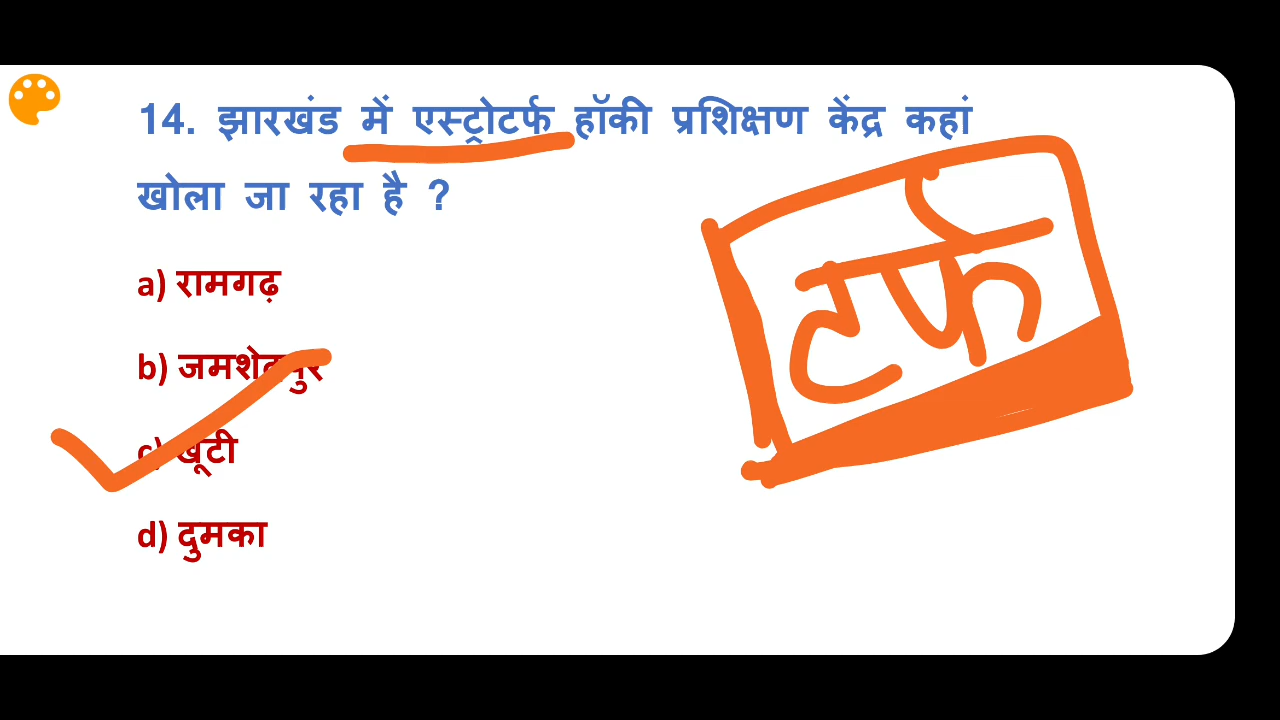 14. झारखंड में एस्ट्रोटर्फ हॉकी प्रशिक्षण केंद्र कहां
खोला जा रहा है ?
a) रामगढ़
b) जमशेदपुर
c) खूटी
d) दुमका
टर्फ